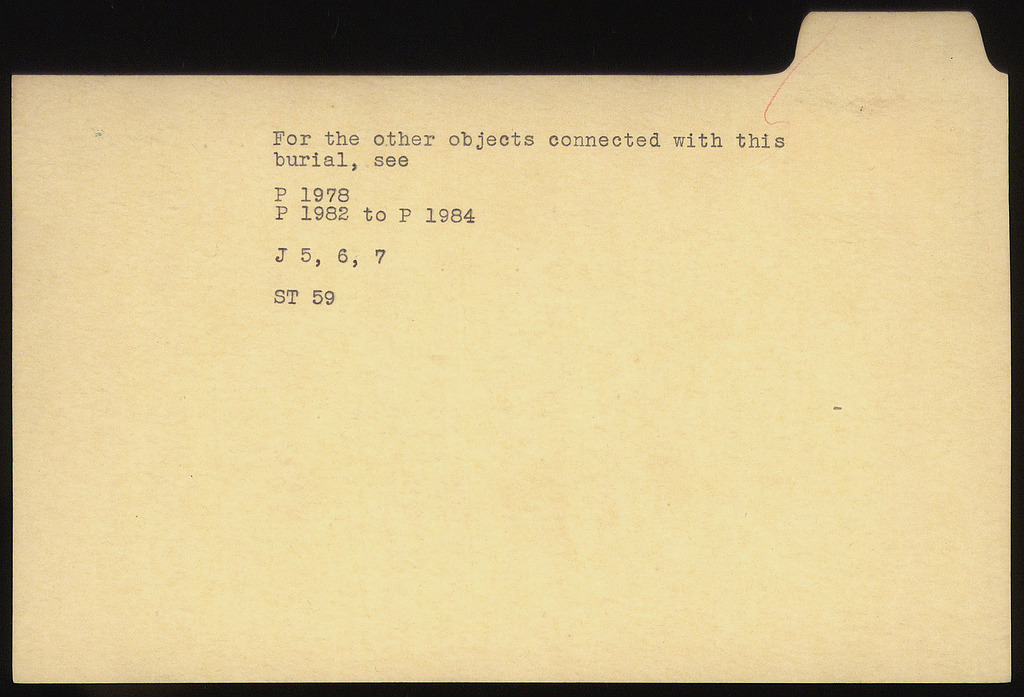 For the other objects connected with this
burial, see
P 1978
P 1982 to P 1984
J 5, 6, 7
ST 59